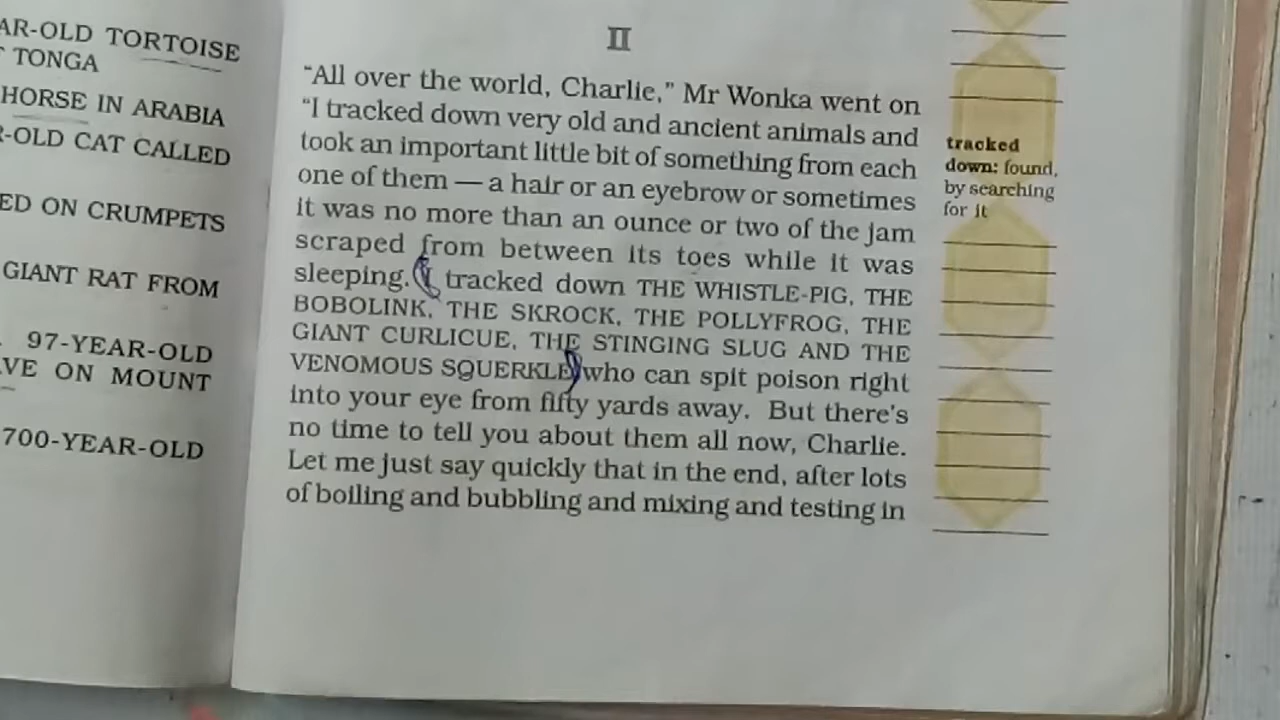 AR-OLD TORTOISE
TONGA
HORSE IN ARABIA
-OLD CAT CALLED
ED ON CRUMPETS
GIANT RAT FROM
97-YEAR-OLD
VE ON MOUNT
700-YEAR-OLD
II
“All over the world, Charlie,” Mr Wonka went on
“I tracked down very old and ancient animals and
took an important little bit of something from each
one of them — a hair or an eyebrow or sometimes
it was no more than an ounce or two of the jam
scraped from between its toes while it was
sleeping. I tracked down THE WHISTLE-PIG, THE
BOBOLINK, THE SKROCK, THE POLLYFROG, THE
GIANT CURLICUE, THE STINGING SLUG AND THE
VENOMOUS SQUERKLE who can spit poison right
into your eye from fifty yards away. But there's
no time to tell you about them all now, Charlie.
Let me just say quickly that in the end, after lots
of boiling and bubbling and mixing and testing in
tracked
down: found,
by searching
for it